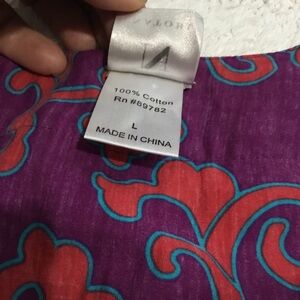 100% Cotton
Rn #69782
L
MADE IN CHINA